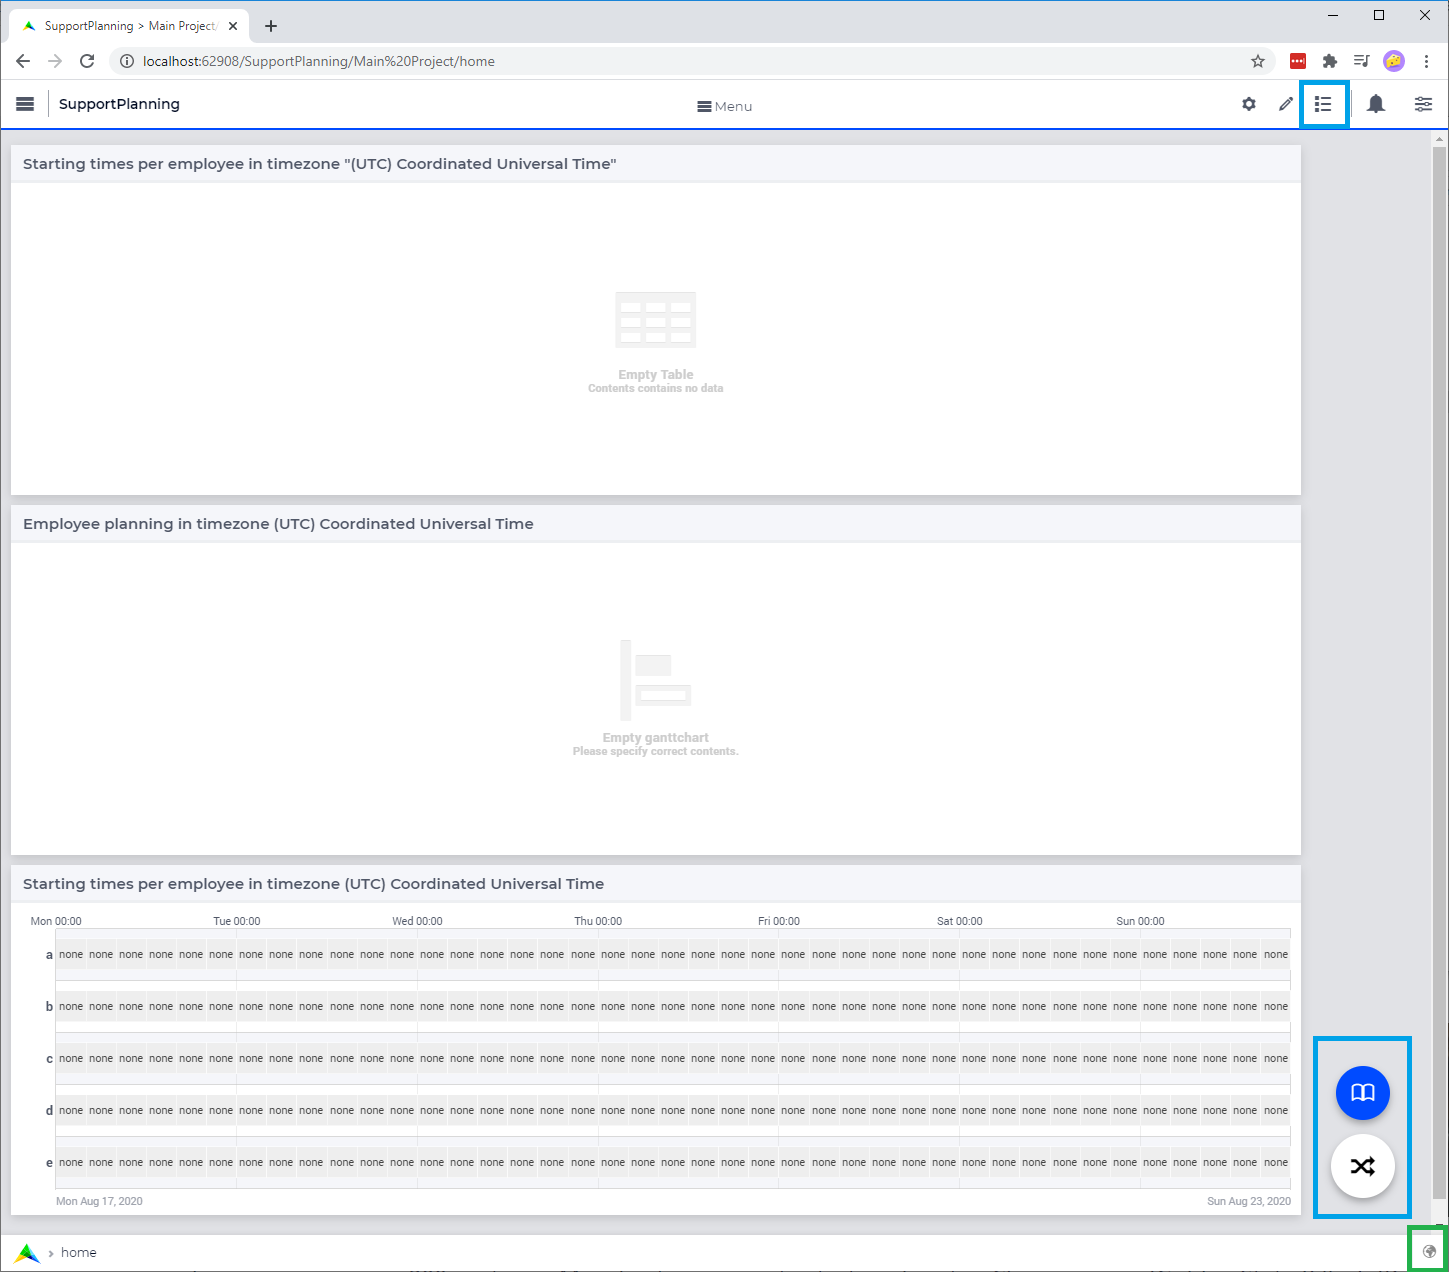 SupportPlanning > Main Project/
localhost:62908/SupportPlanning/Main%20Project/home
SupportPlanning
Menu
Starting times per employee in timezone "(UTC) Coordinated Universal Time"
Empty Table
Contents contains no data
Employee planning in timezone (UTC) Coordinated Universal Time
Empty ganttchart
Please specify correct contents.
Starting times per employee in timezone (UTC) Coordinated Universal Time
Mon 00:00 Tue 00:00 Wed 00:00 Thu 00:00 Fri 00:00 Sat 00:00 Sun 00:00
a none none none none none none none none none none none none none none none none none none none none none none none none none none none none none none none none none none none none none none none none none
b none none none none none none none none none none none none none none none none none none none none none none none none none none none none none none none none none none none none none none none none none
c none none none none none none none none none none none none none none none none none none none none none none none none none none none none none none none none none none none none none none none none none
d none none none none none none none none none none none none none none none none none none none none none none none none none none none none none none none none none none none none none none none none none
e none none none none none none none none none none none none none none none none none none none none none none none none none none none none none none none none none none none none none none none none none
Mon Aug 17, 2020 Sun Aug 23, 2020
home